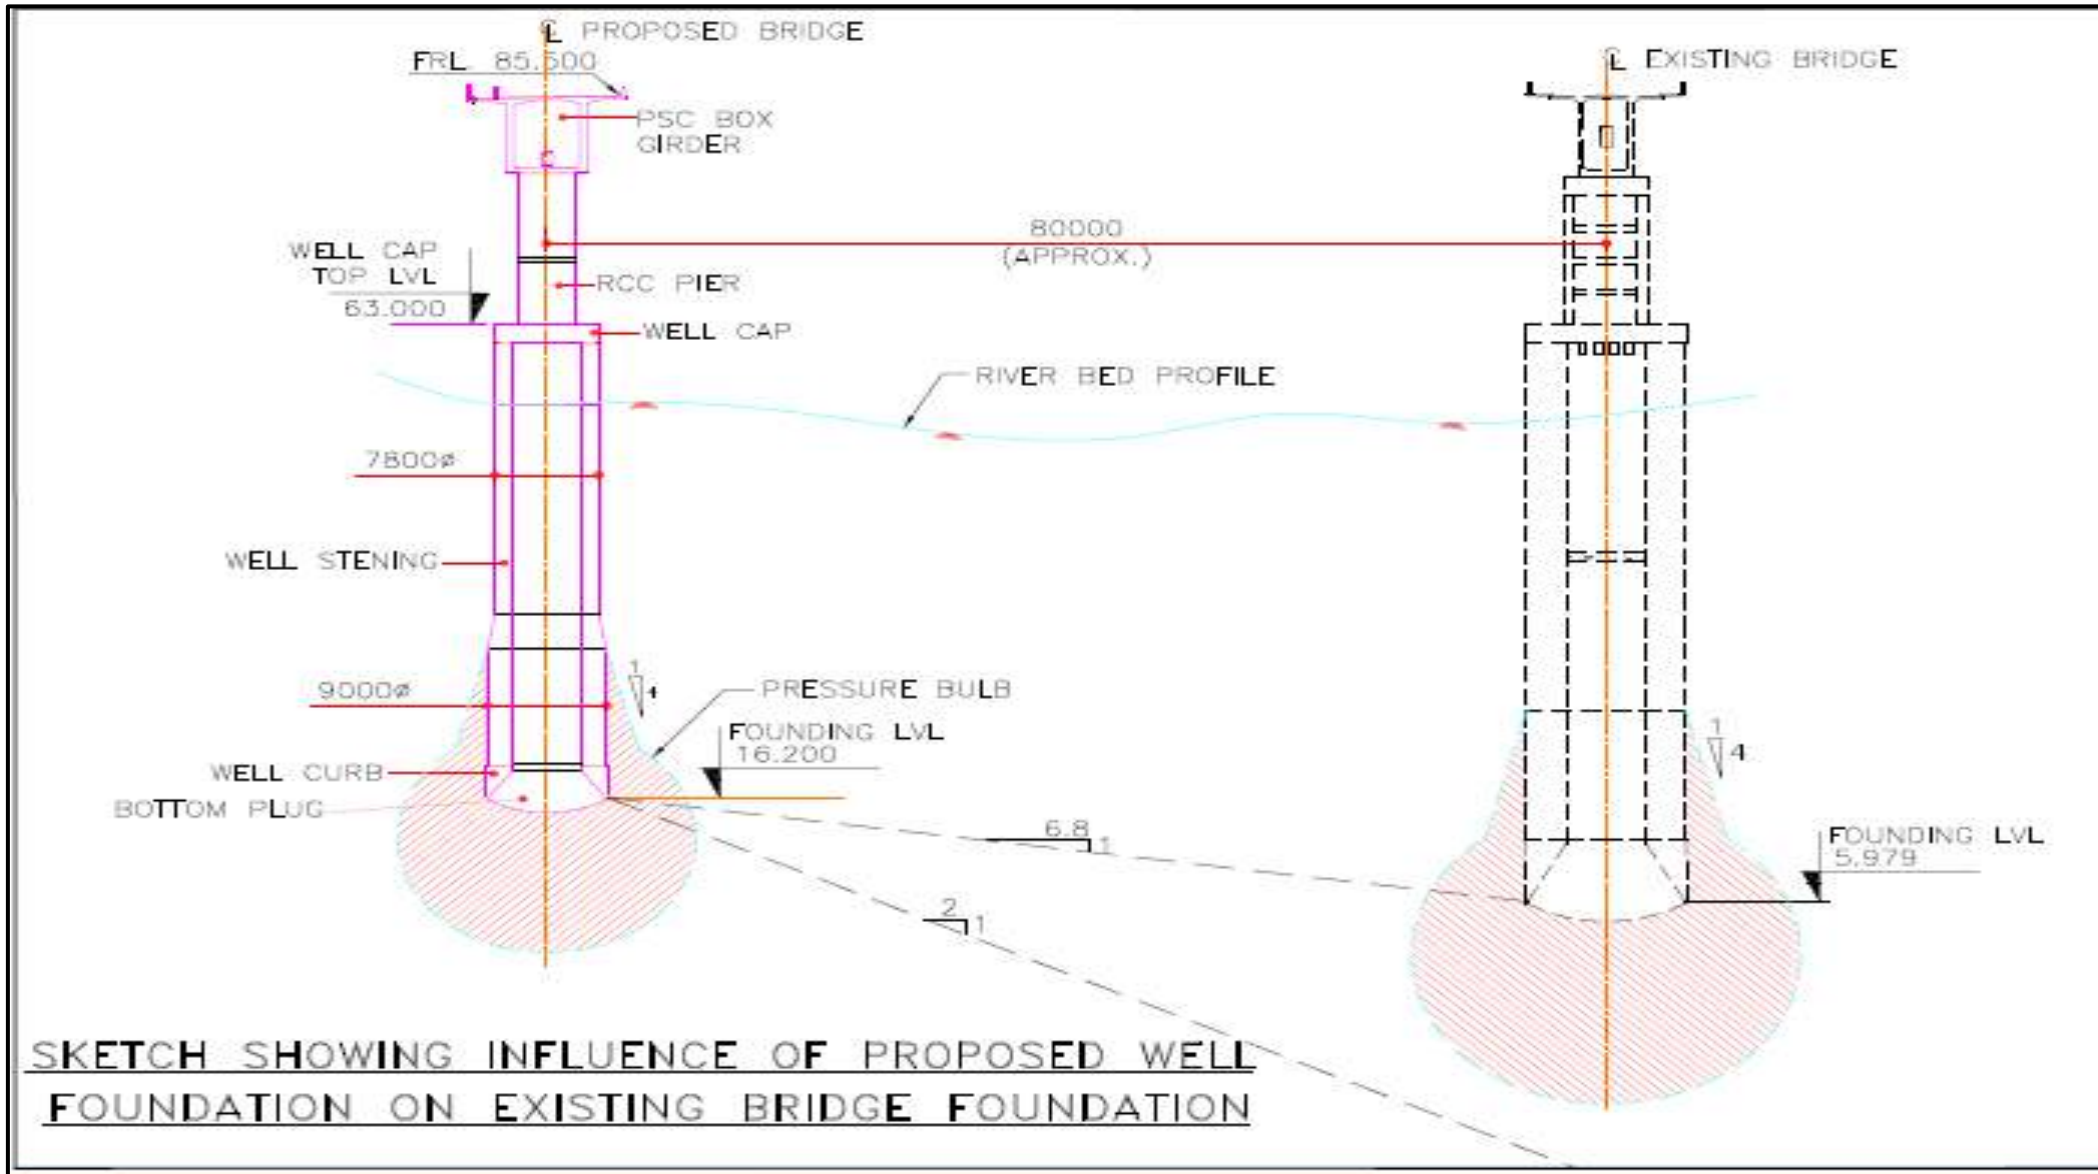 ℄ PROPOSED BRIDGE
FRL 85.500
℄ EXISTING BRIDGE
PSC BOX
GIRDER
80000
(APPROX.)
WELL CAP
TOP LVL
63.000
RCC PIER
WELL CAP
RIVER BED PROFILE
7800ø
WELL STENING
9000ø
1
4
PRESSURE BULB
FOUNDING LVL
16.200
1
4
WELL CURB
BOTTOM PLUG
6.8
1
FOUNDING LVL
5.979
2
1
SKETCH SHOWING INFLUENCE OF PROPOSED WELL
FOUNDATION ON EXISTING BRIDGE FOUNDATION